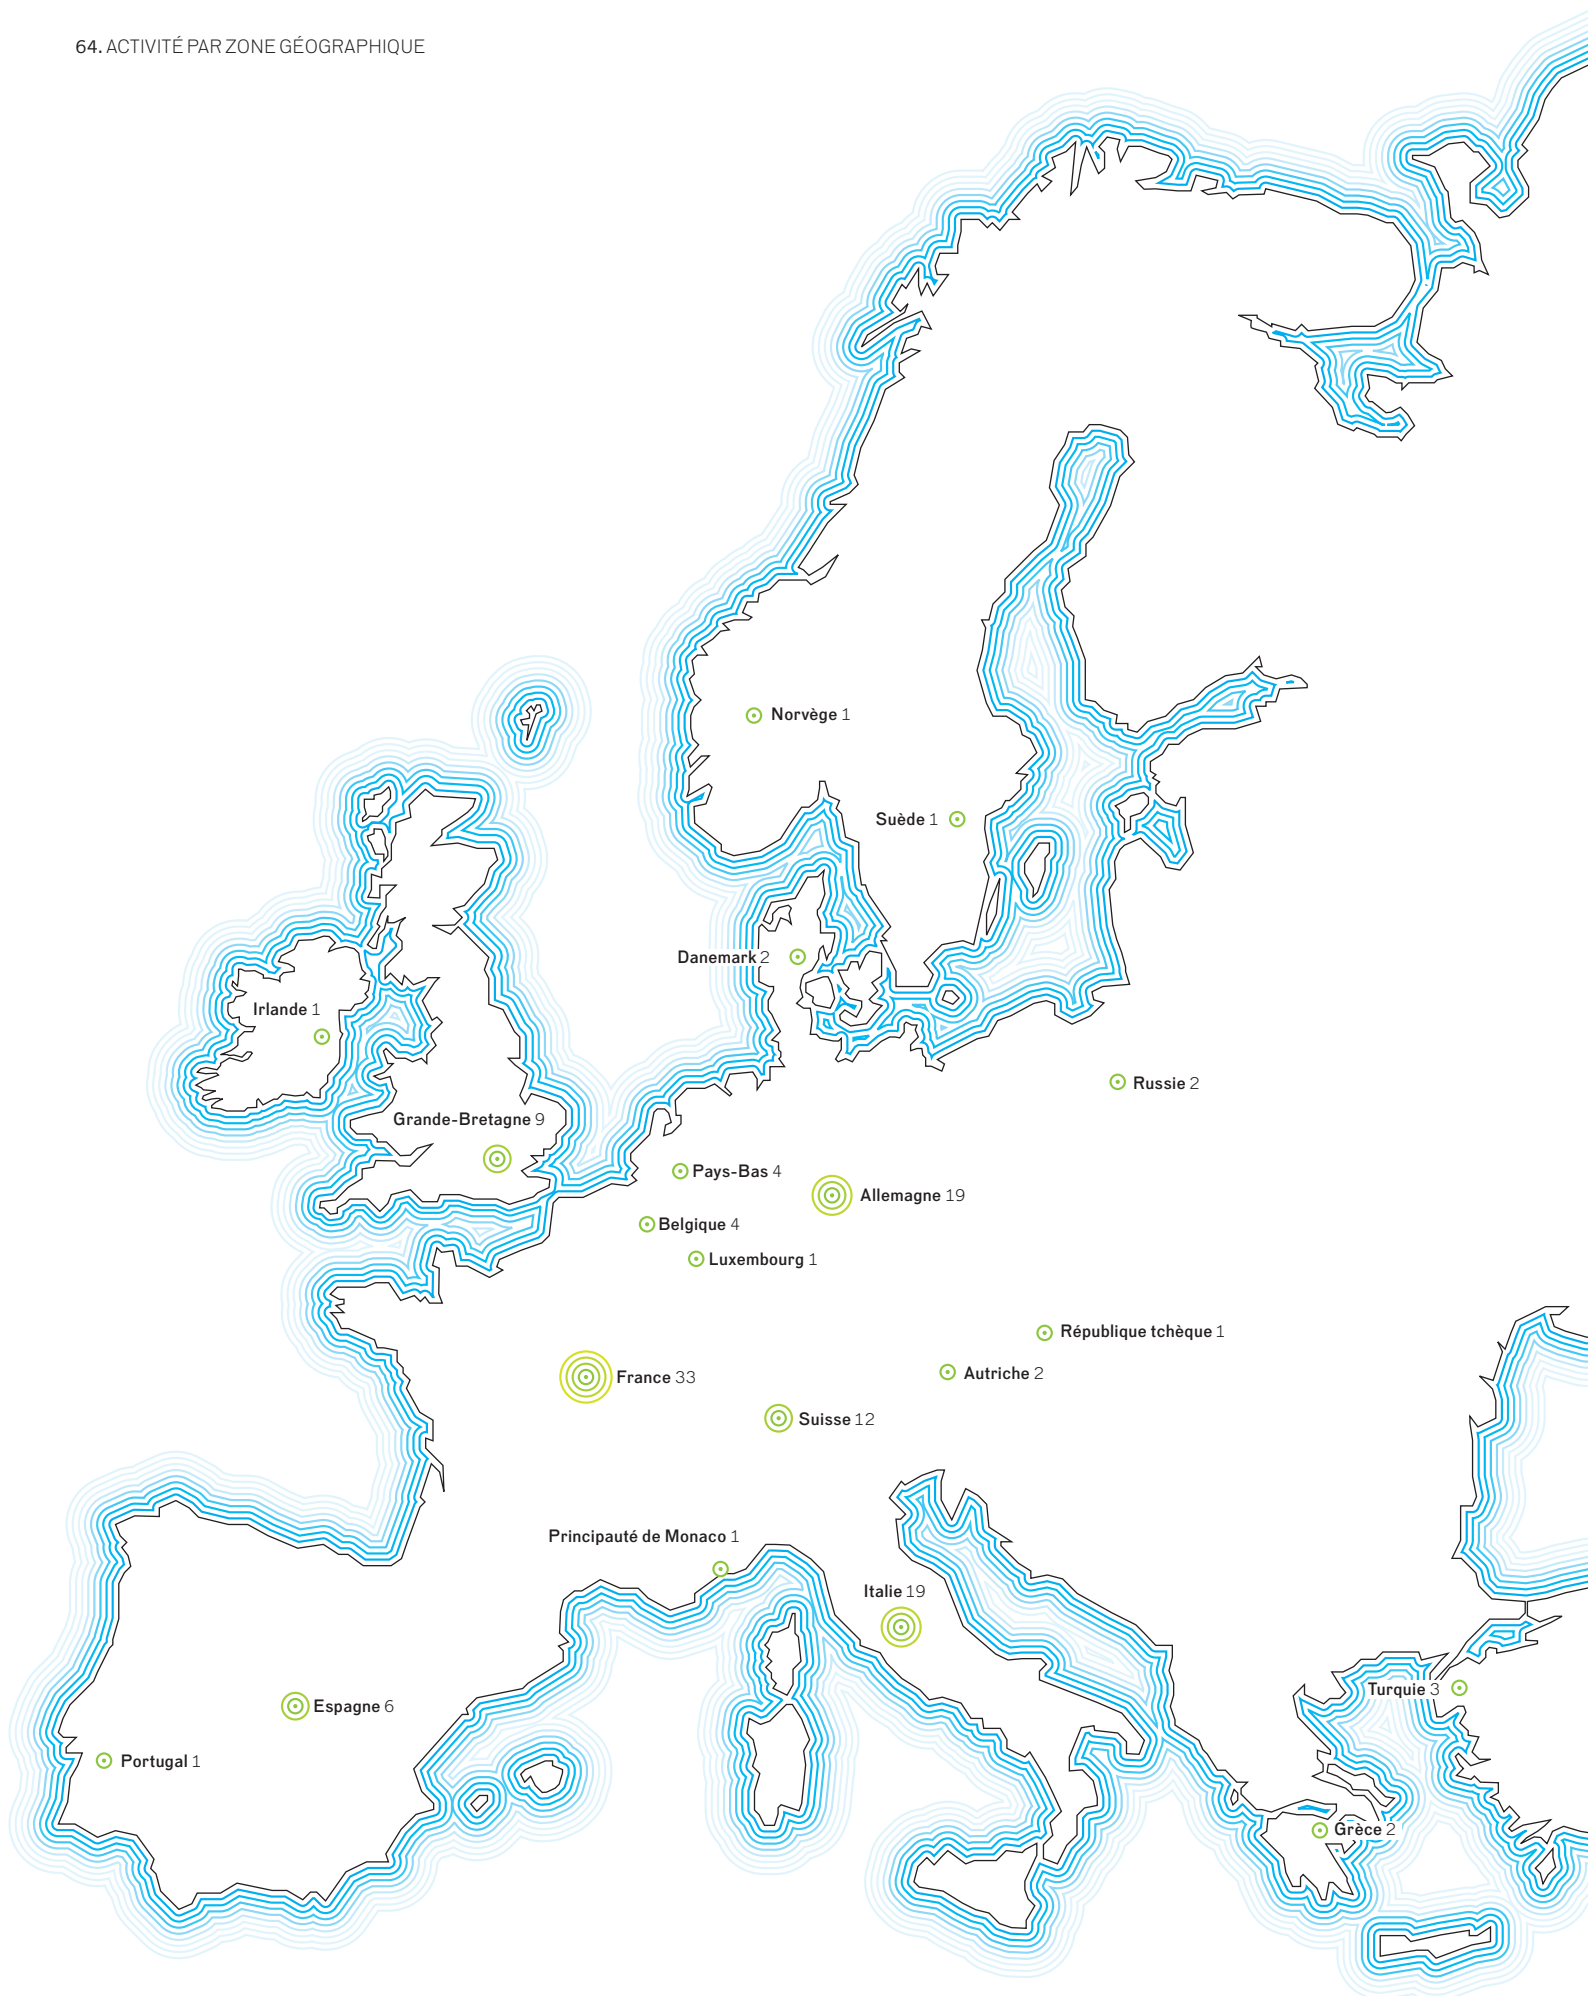 64. ACTIVITÉ PAR ZONE GÉOGRAPHIQUE
Norvège 1
Suède 1
Danemark 2
Irlande 1
Russie 2
Grande-Bretagne 9
Pays-Bas 4
Allemagne 19
Belgique 4
Luxembourg 1
République tchèque 1
Autriche 2
France 33
Suisse 12
Principauté de Monaco 1
Italie 19
Turquie 3
Espagne 6
Portugal 1
Grèce 2